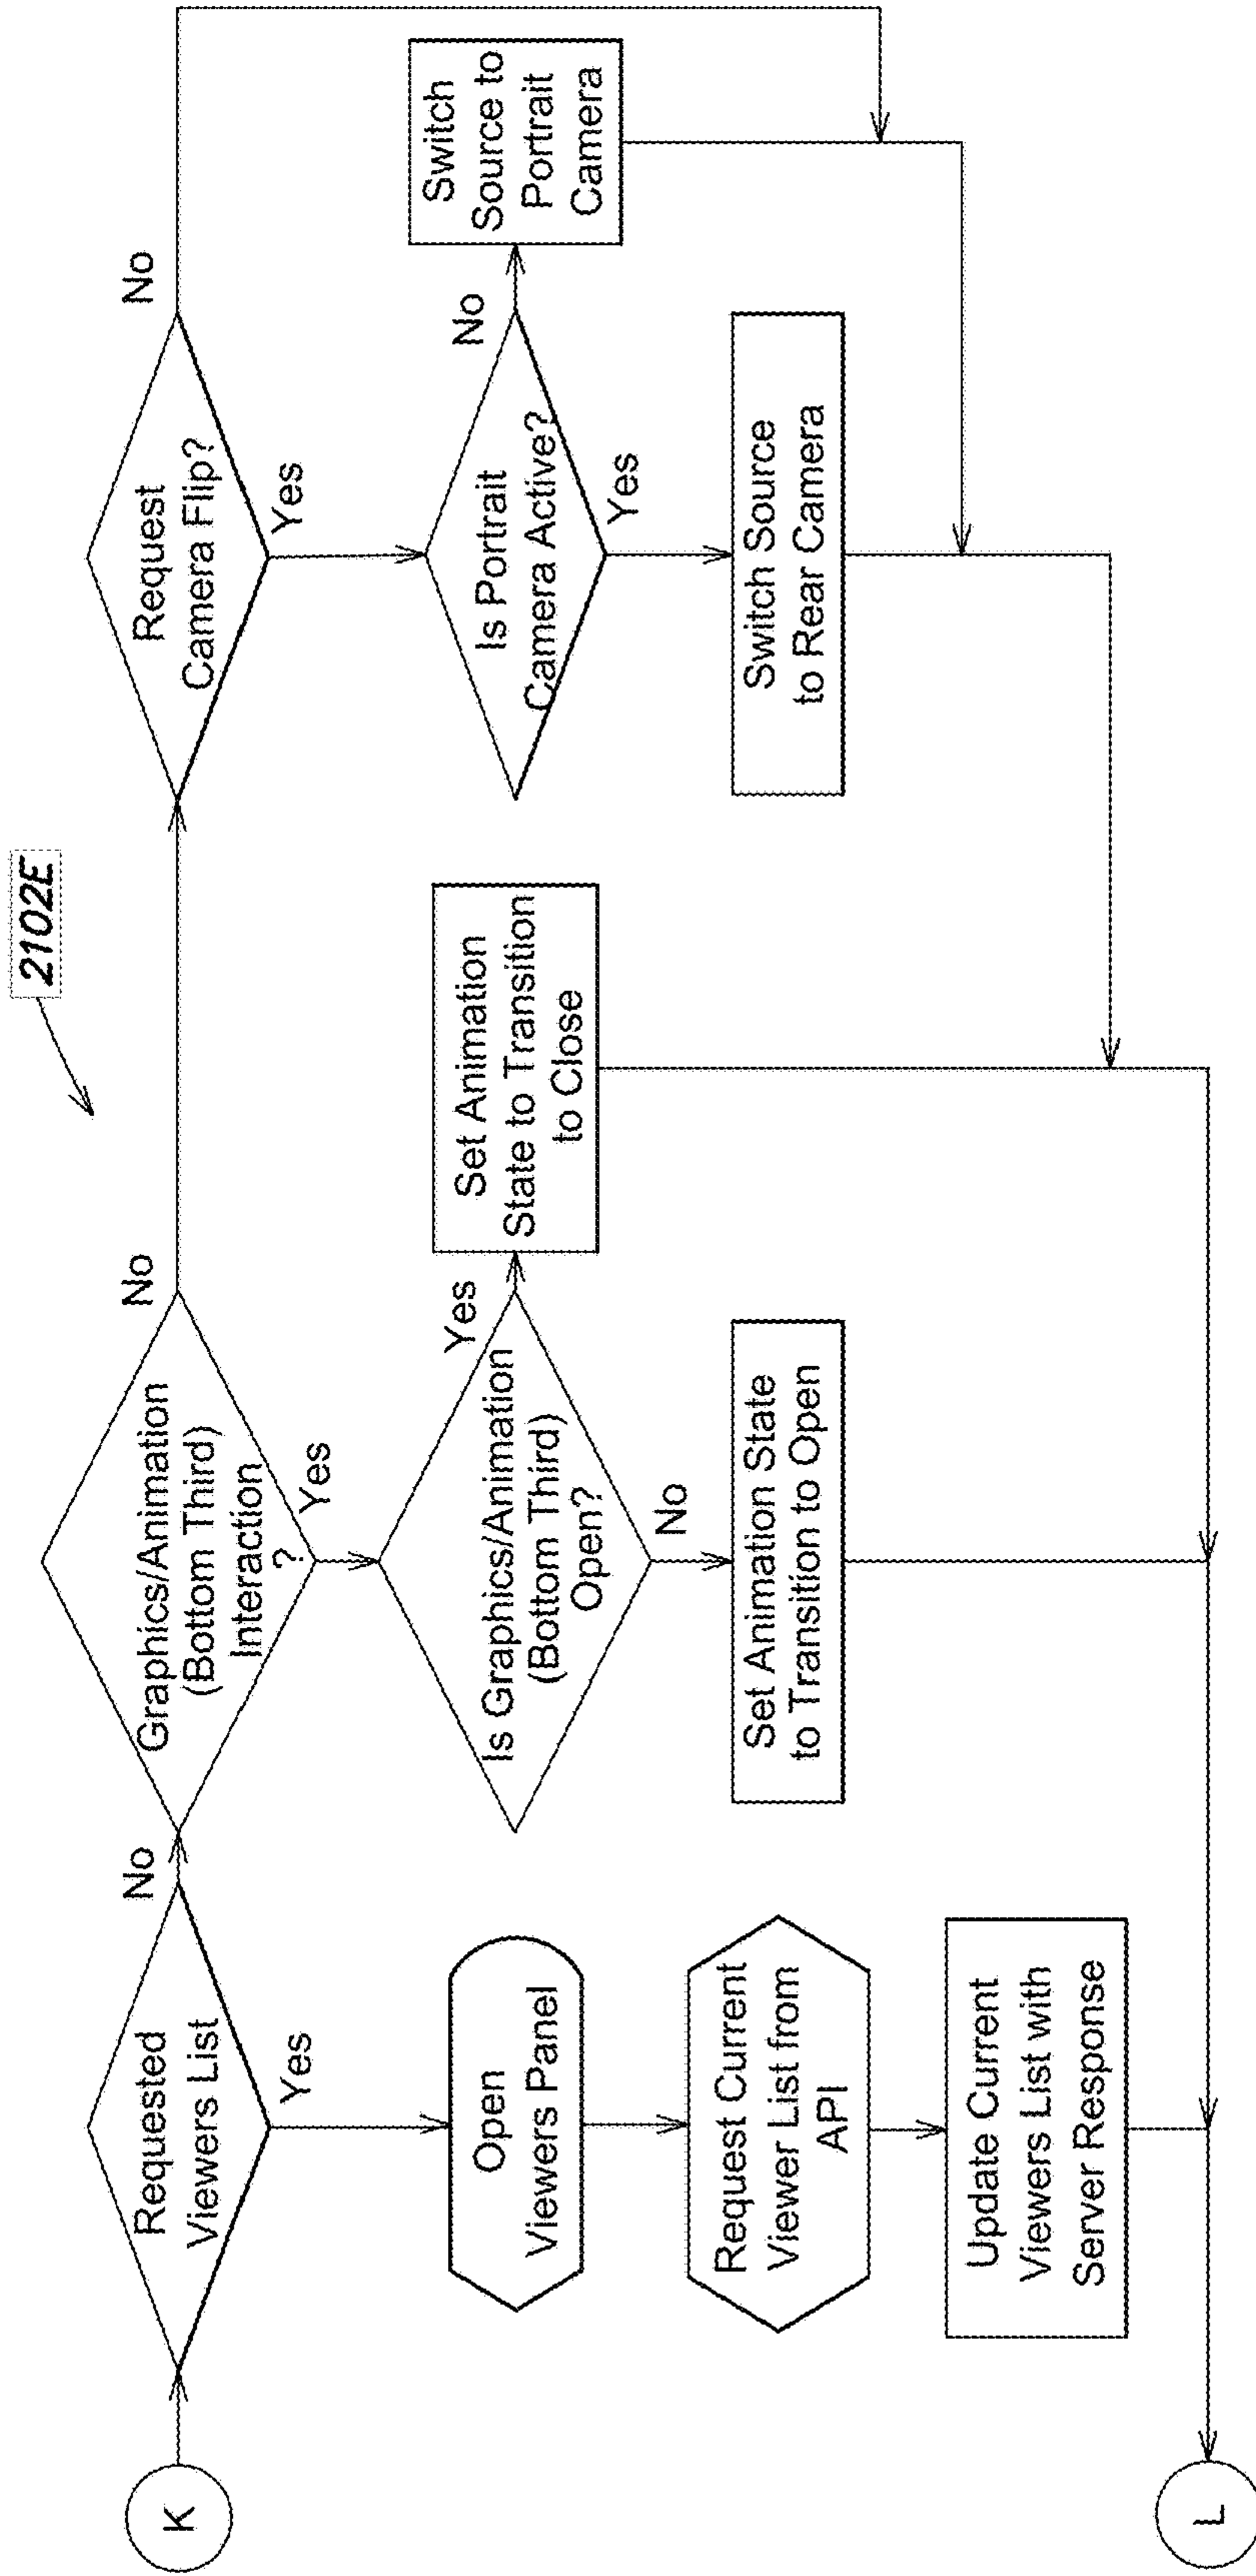 2102E
K
Requested
Viewers List
No
Yes
Open
Viewers Panel
Request Current
Viewer List from
API
Update Current
Viewers List with
Server Response
Graphics/Animation
(Bottom Third)
Interaction
?
No
Yes
Is Graphics/Animation
(Bottom Third)
Open?
Yes
No
Set Animation
State to Transition
to Close
Set Animation State
to Transition to Open
Request
Camera Flip?
No
Yes
Is Portrait
Camera Active?
No
Yes
Switch
Source to
Portrait
Camera
Switch Source
to Rear Camera
L